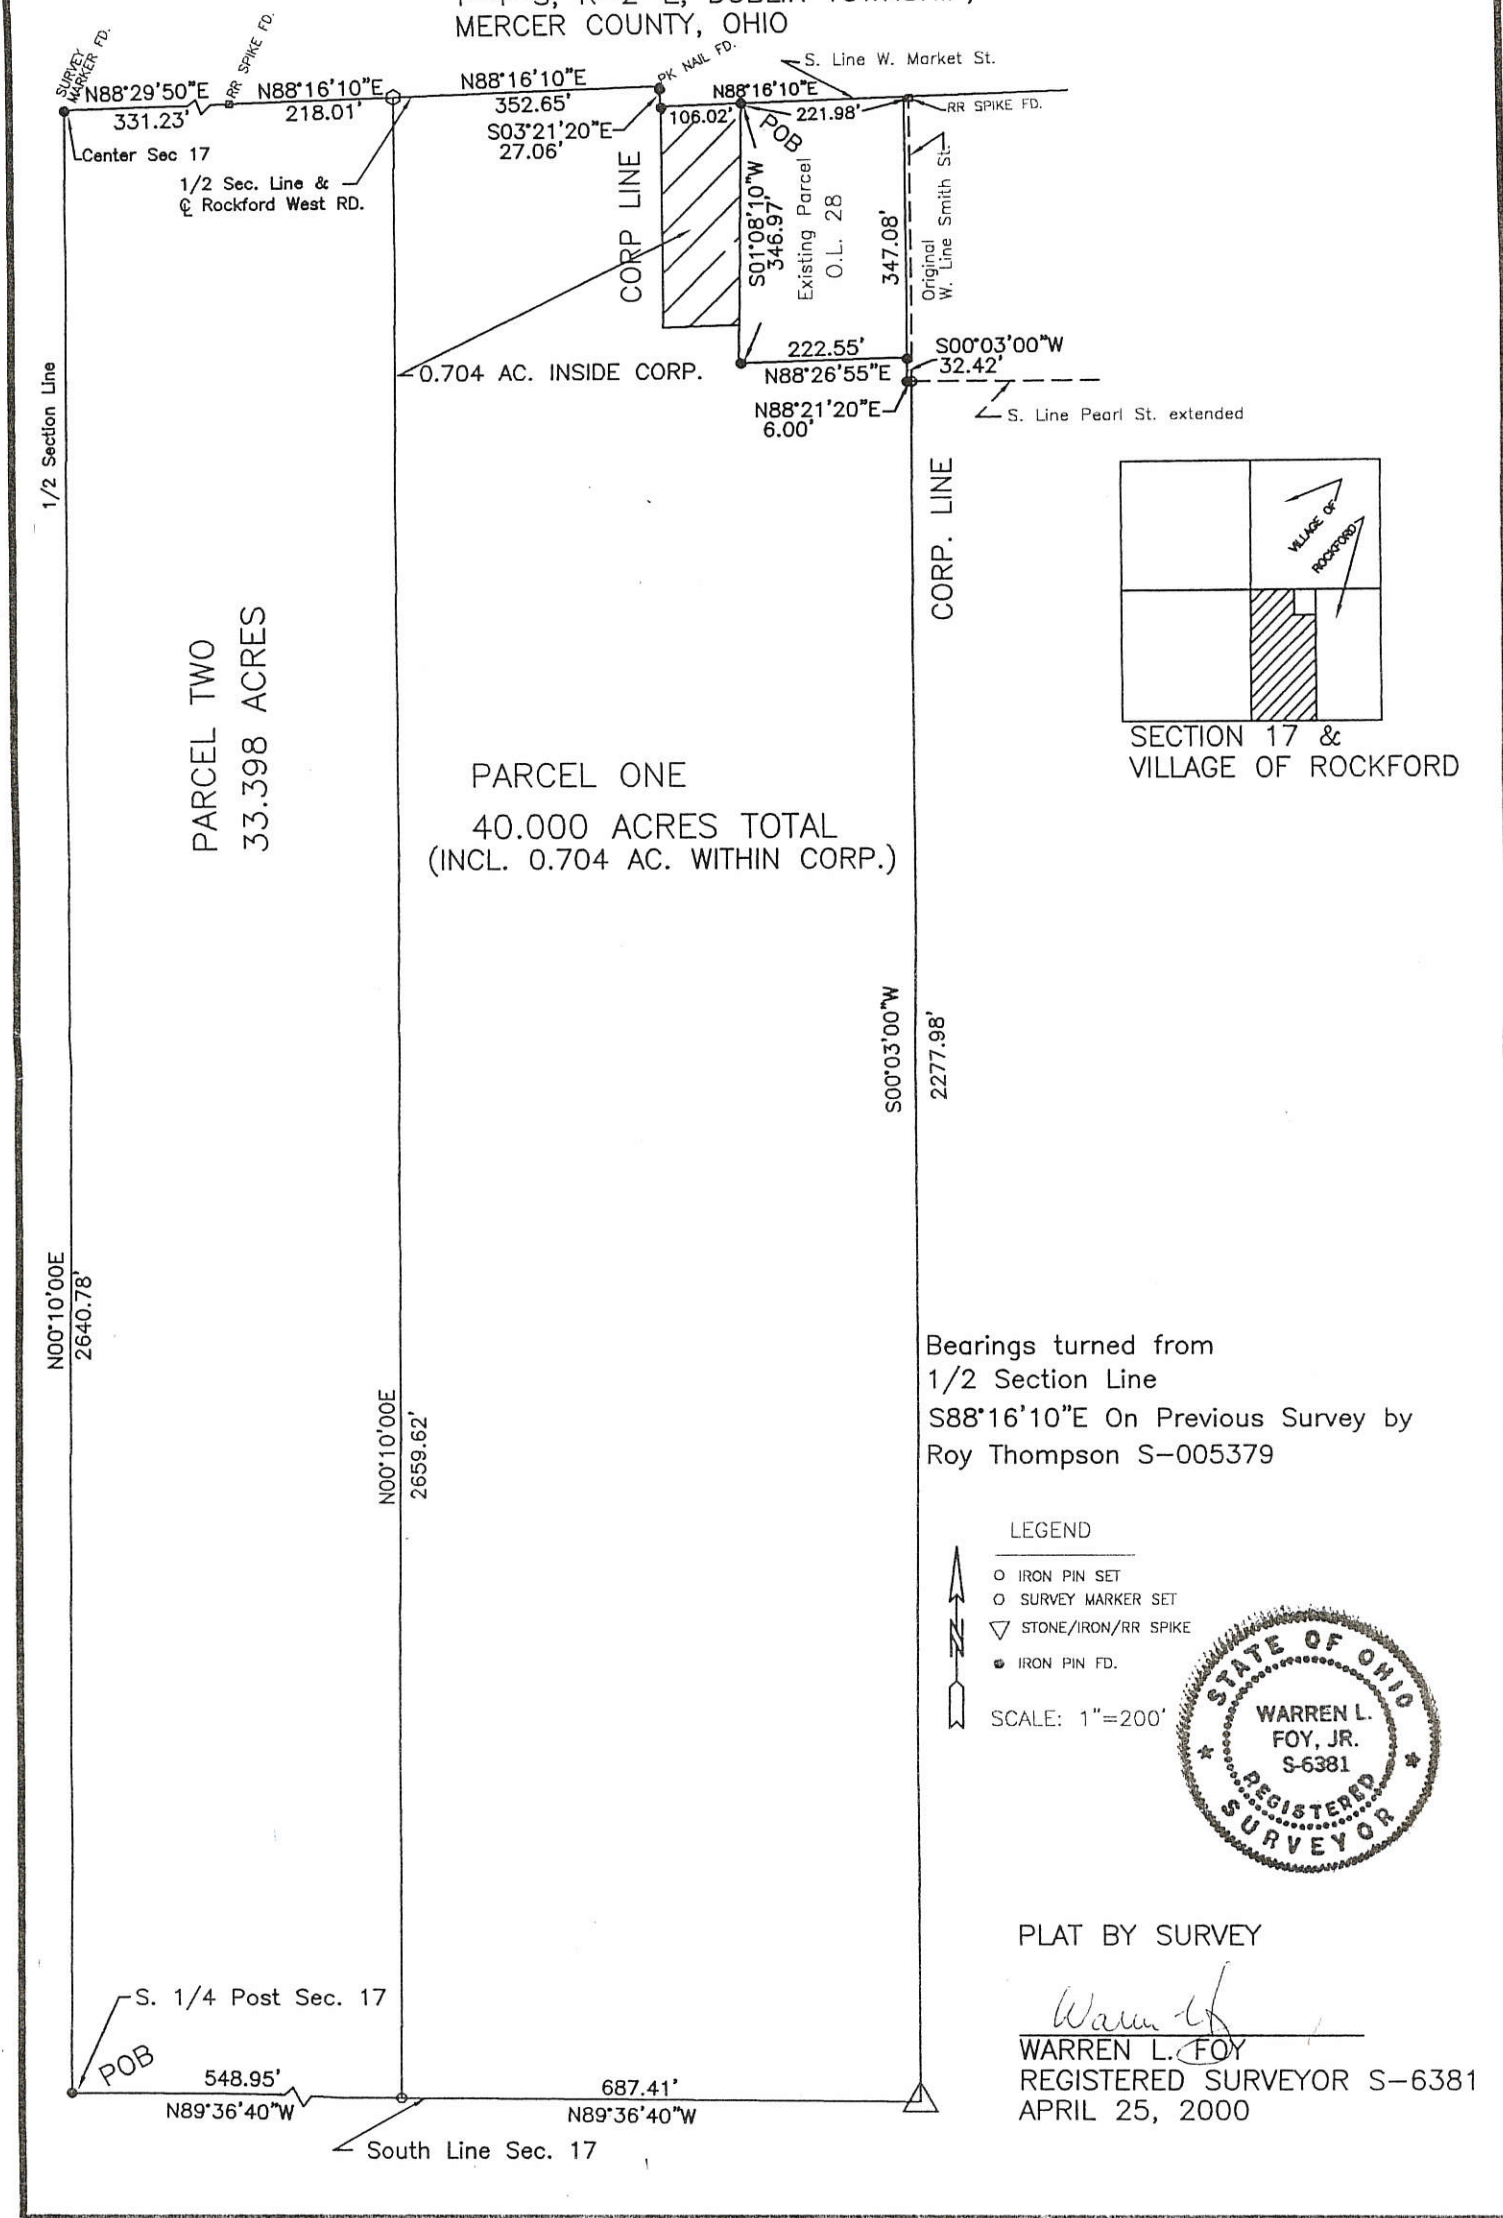 MERCER COUNTY, OHIO
SURVEY
MARKER FD.
RR SPIKE FD.
PK NAIL FD.
S. Line W. Market St.
N88°29'50"E
331.23'
N88°16'10"E
218.01'
N88°16'10"E
352.65'
N88°16'10"E
106.02'
221.98'
RR SPIKE FD.
S03°21'20"E
27.06'
POB
Center Sec 17
1/2 Sec. Line &
℄ Rockford West RD.
CORP LINE
S01°08'10"W
346.97'
Existing Parcel
O.L. 28
347.08'
Original
W. Line Smith St.
0.704 AC. INSIDE CORP.
222.55'
N88°26'55"E
S00°03'00"W
32.42'
N88°21'20"E
6.00'
S. Line Pearl St. extended
1/2 Section Line
CORP. LINE
VILLAGE OF
ROCKFORD
SECTION 17 &
VILLAGE OF ROCKFORD
PARCEL TWO
33.398 ACRES
PARCEL ONE
40.000 ACRES TOTAL
(INCL. 0.704 AC. WITHIN CORP.)
S00°03'00"W
2277.98'
N00°10'00E
2640.78'
N00°10'00E
2659.62'
Bearings turned from
1/2 Section Line
S88°16'10"E On Previous Survey by
Roy Thompson S-005379
LEGEND
IRON PIN SET
SURVEY MARKER SET
STONE/IRON/RR SPIKE
IRON PIN FD.
N
SCALE: 1"=200'
STATE OF OHIO
WARREN L.
FOY, JR.
S-6381
REGISTERED
SURVEYOR
PLAT BY SURVEY
WARREN L. FOY
REGISTERED SURVEYOR S-6381
APRIL 25, 2000
S. 1/4 Post Sec. 17
POB
548.95'
N89°36'40"W
687.41'
N89°36'40"W
South Line Sec. 17